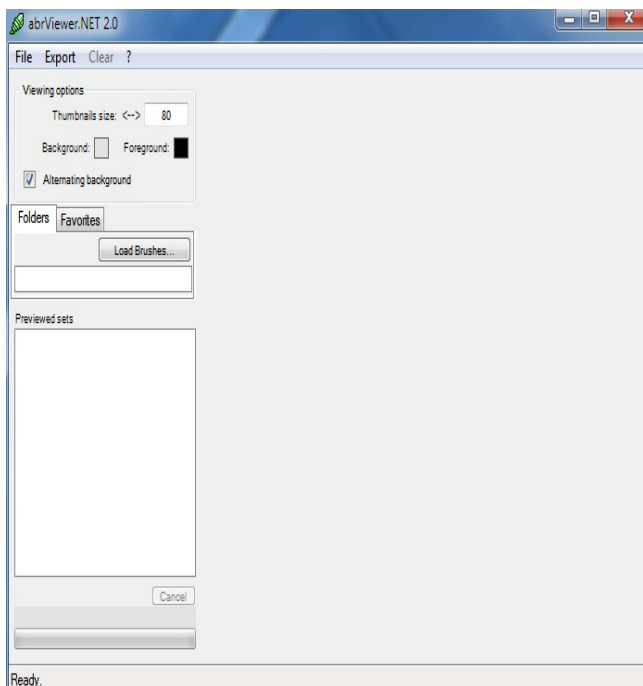 abrViewer.NET 2.0
File Export Clear ?
Viewing options
Thumbnails size: <--> 80
Background: Foreground:
Alternating background
Folders Favorites
Load Brushes...
Previewed sets
Cancel
Ready.